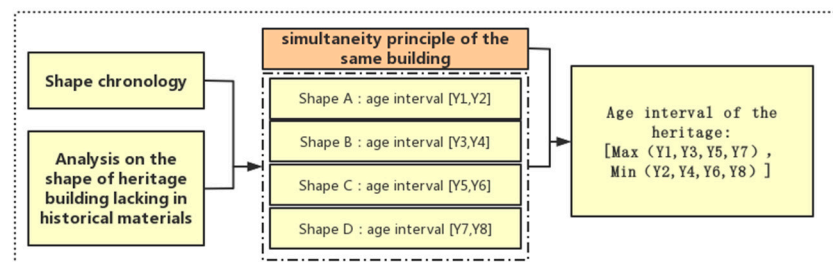 simultaneity principle of the
same building
Shape chronology
Analysis on the
shape of heritage
building lacking in
historical materials
Shape A : age interval [Y1,Y2]
Shape B : age interval [Y3,Y4]
Shape C : age interval [Y5,Y6]
Shape D : age interval [Y7,Y8]
Age interval of the
heritage:
[Max（Y1,Y3,Y5,Y7）,
Min（Y2,Y4,Y6,Y8）]